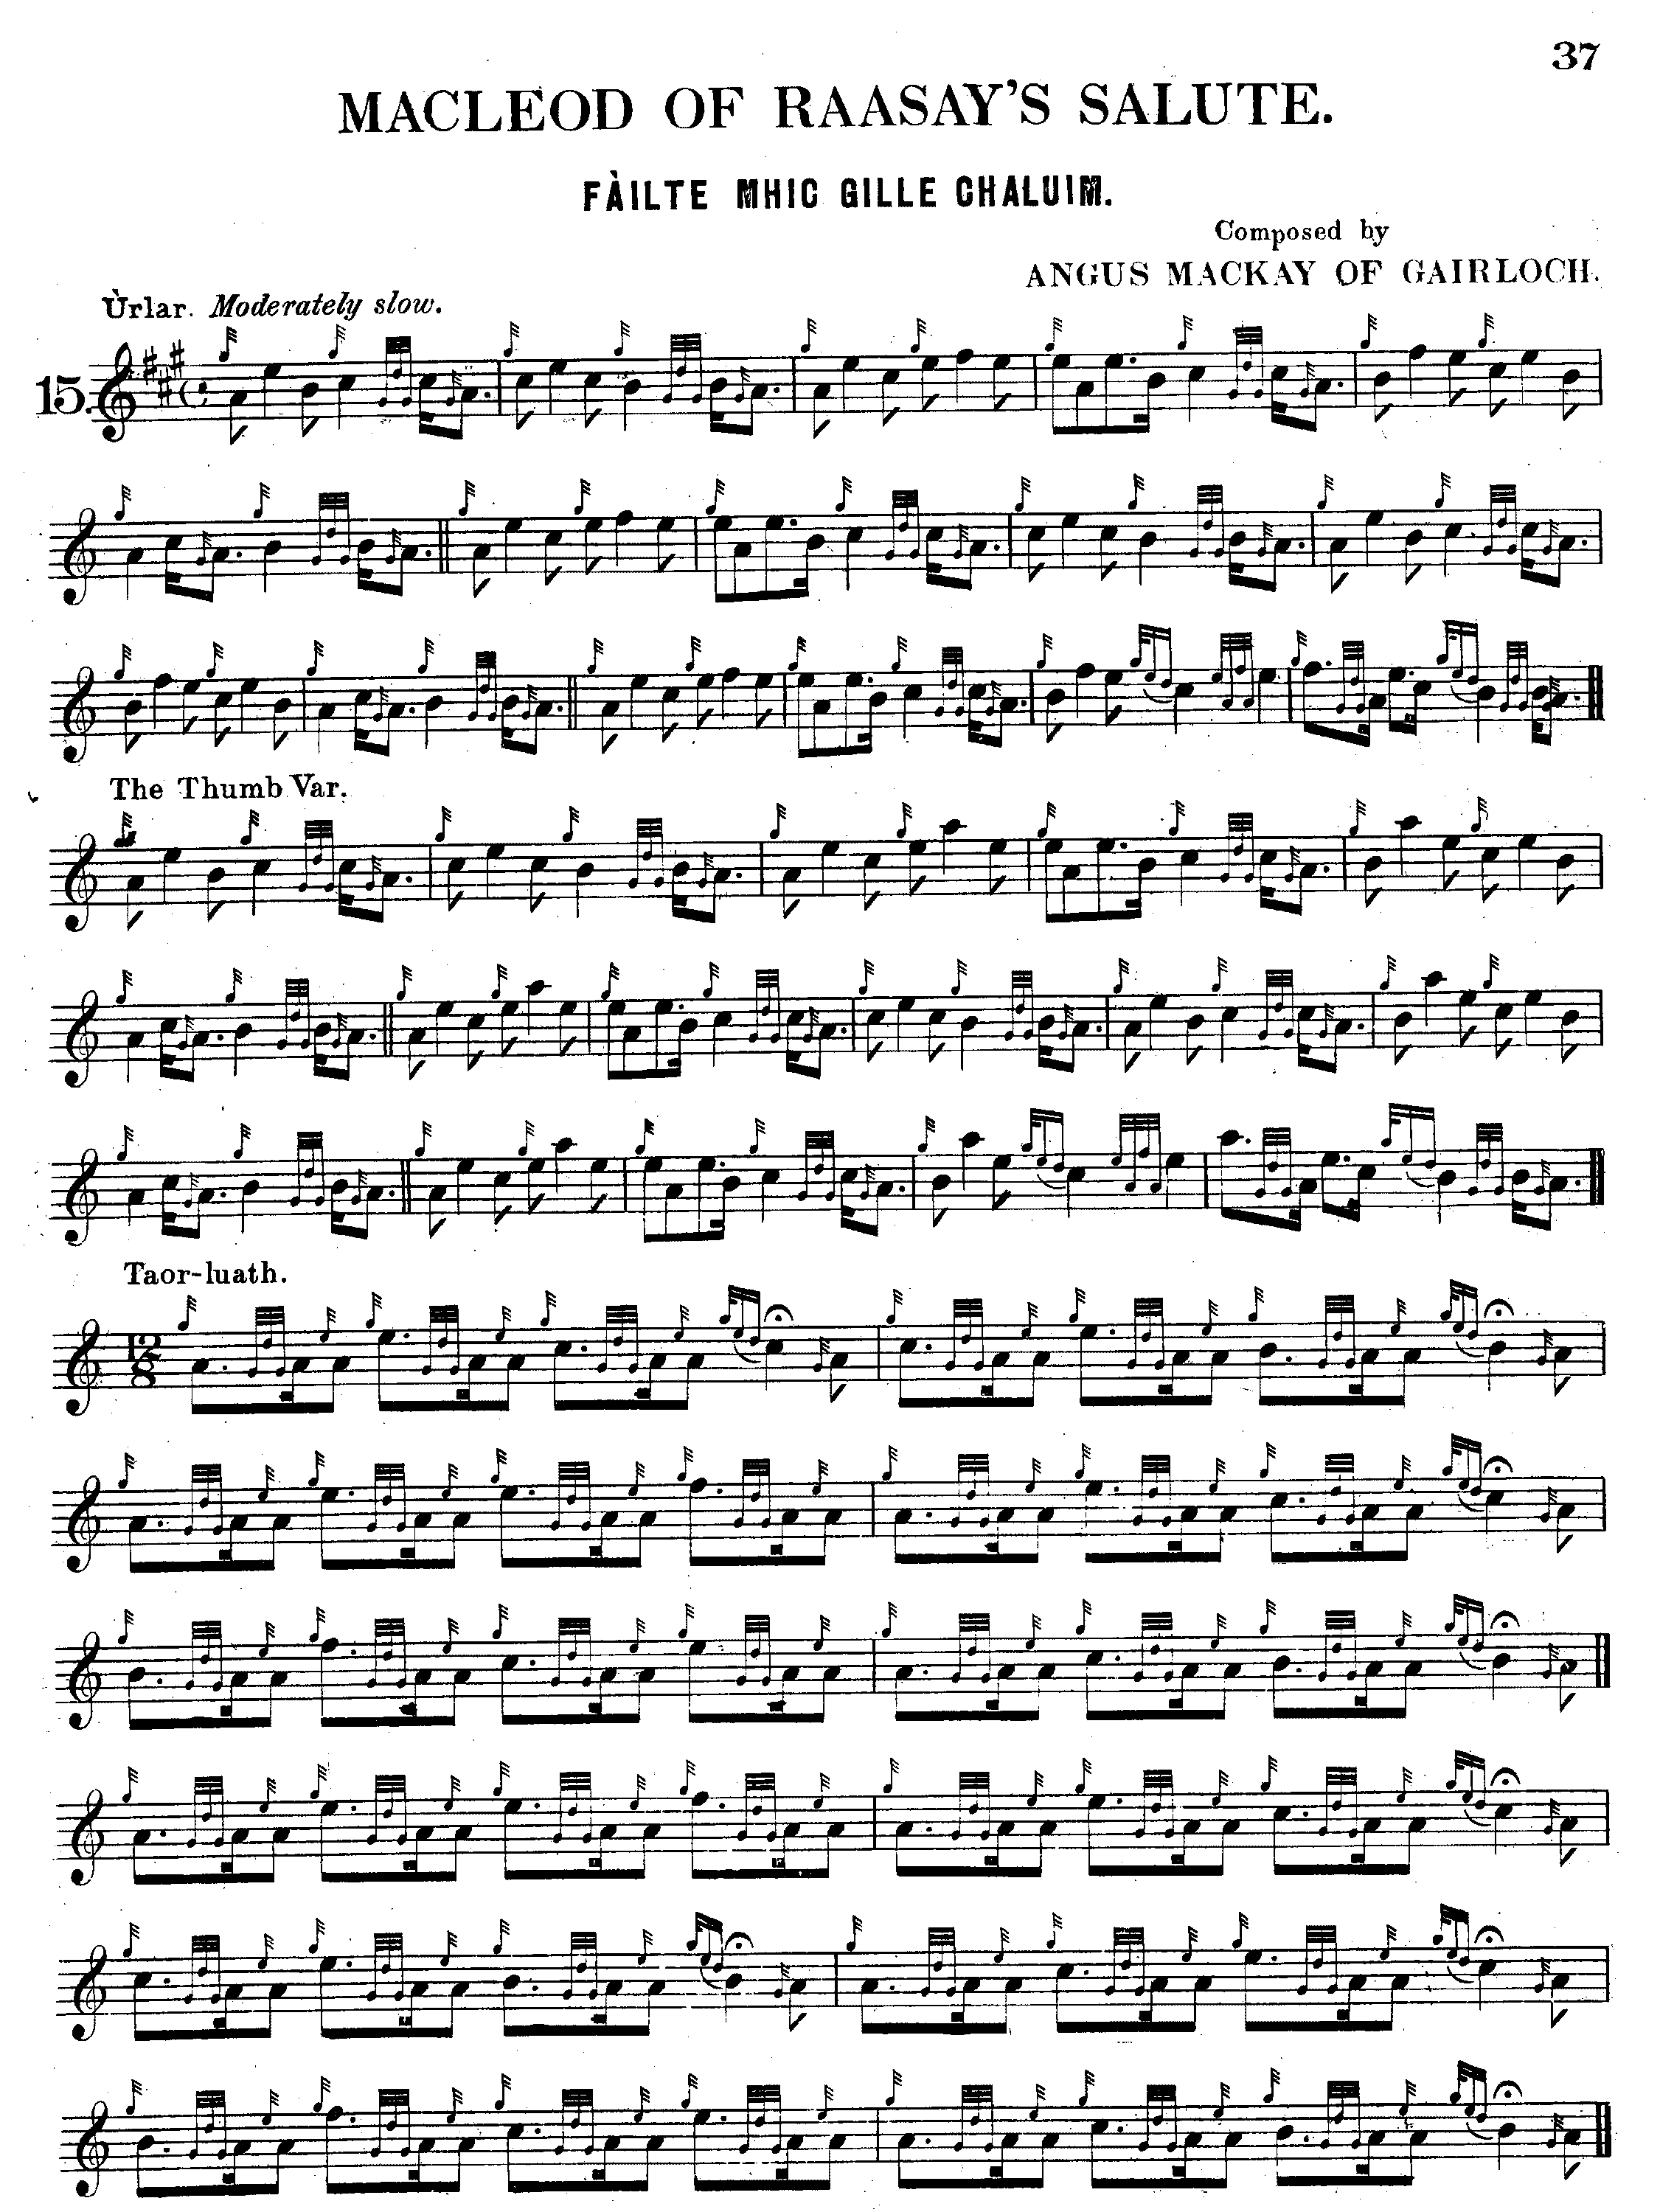 37
MACLEOD OF RAASAY'S SALUTE.
FÀILTE MHIC GILLE CHALUIM.
Composed by
ANGUS MACKAY OF GAIRLOCH.
Ùrlar. Moderately slow.
15.
The Thumb Var.
Taor-luath.
12
8